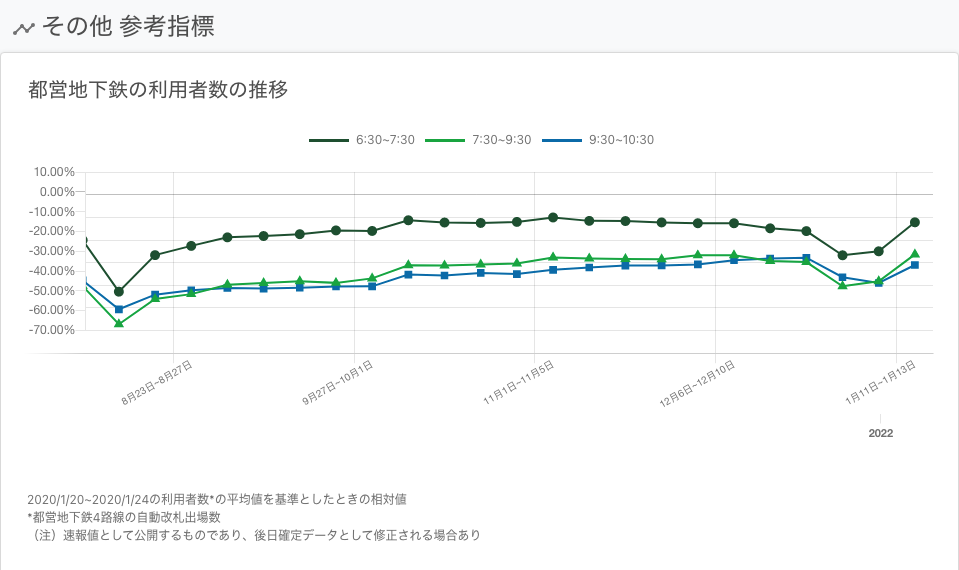 その他 参考指標
都営地下鉄の利用者数の推移
6:30~7:30 7:30~9:30 9:30~10:30
10.00%
0.00%
-10.00%
-20.00%
-30.00%
-40.00%
-50.00%
-60.00%
-70.00%
8月23日~8月27日 9月27日~10月1日 11月1日~11月5日 12月6日~12月10日 1月11日~1月13日
2022
2020/1/20~2020/1/24の利用者数*の平均値を基準としたときの相対値
*都営地下鉄4路線の自動改札出場数
（注）速報値として公開するものであり、後日確定データとして修正される場合あり